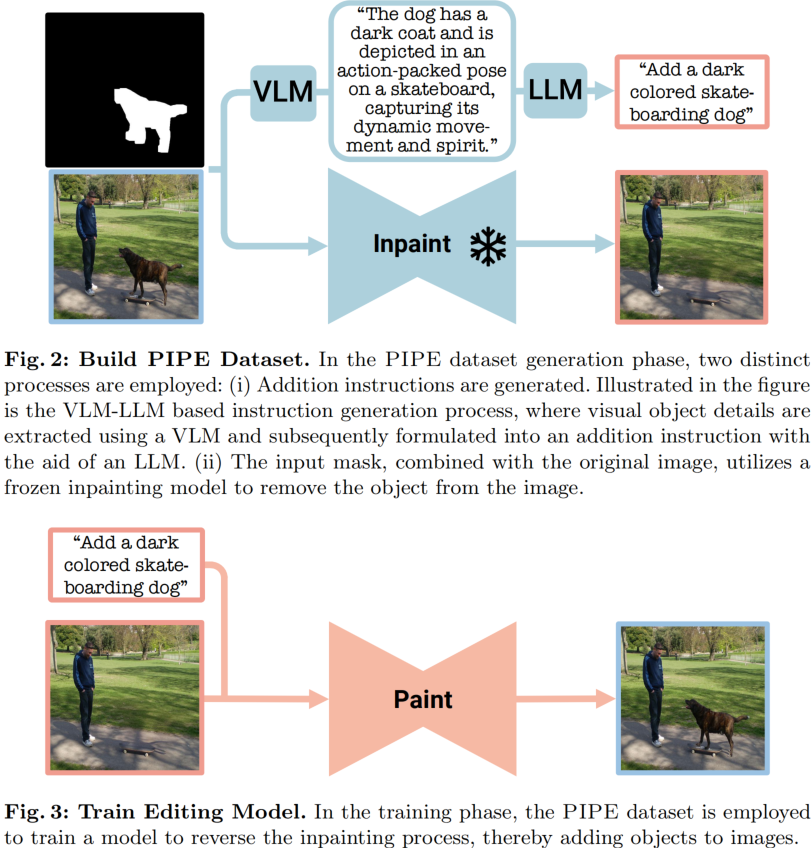 VLM
“The dog has a
dark coat and is
depicted in an
action-packed pose
on a skateboard,
capturing its
dynamic move-
ment and spirit.”
LLM
“Add a dark
colored skate-
boarding dog”
Inpaint
Fig. 2: Build PIPE Dataset. In the PIPE dataset generation phase, two distinct
processes are employed: (i) Addition instructions are generated. Illustrated in the figure
is the VLM-LLM based instruction generation process, where visual object details are
extracted using a VLM and subsequently formulated into an addition instruction with
the aid of an LLM. (ii) The input mask, combined with the original image, utilizes a
frozen inpainting model to remove the object from the image.
“Add a dark
colored skate-
boarding dog”
Paint
Fig. 3: Train Editing Model. In the training phase, the PIPE dataset is employed
to train a model to reverse the inpainting process, thereby adding objects to images.